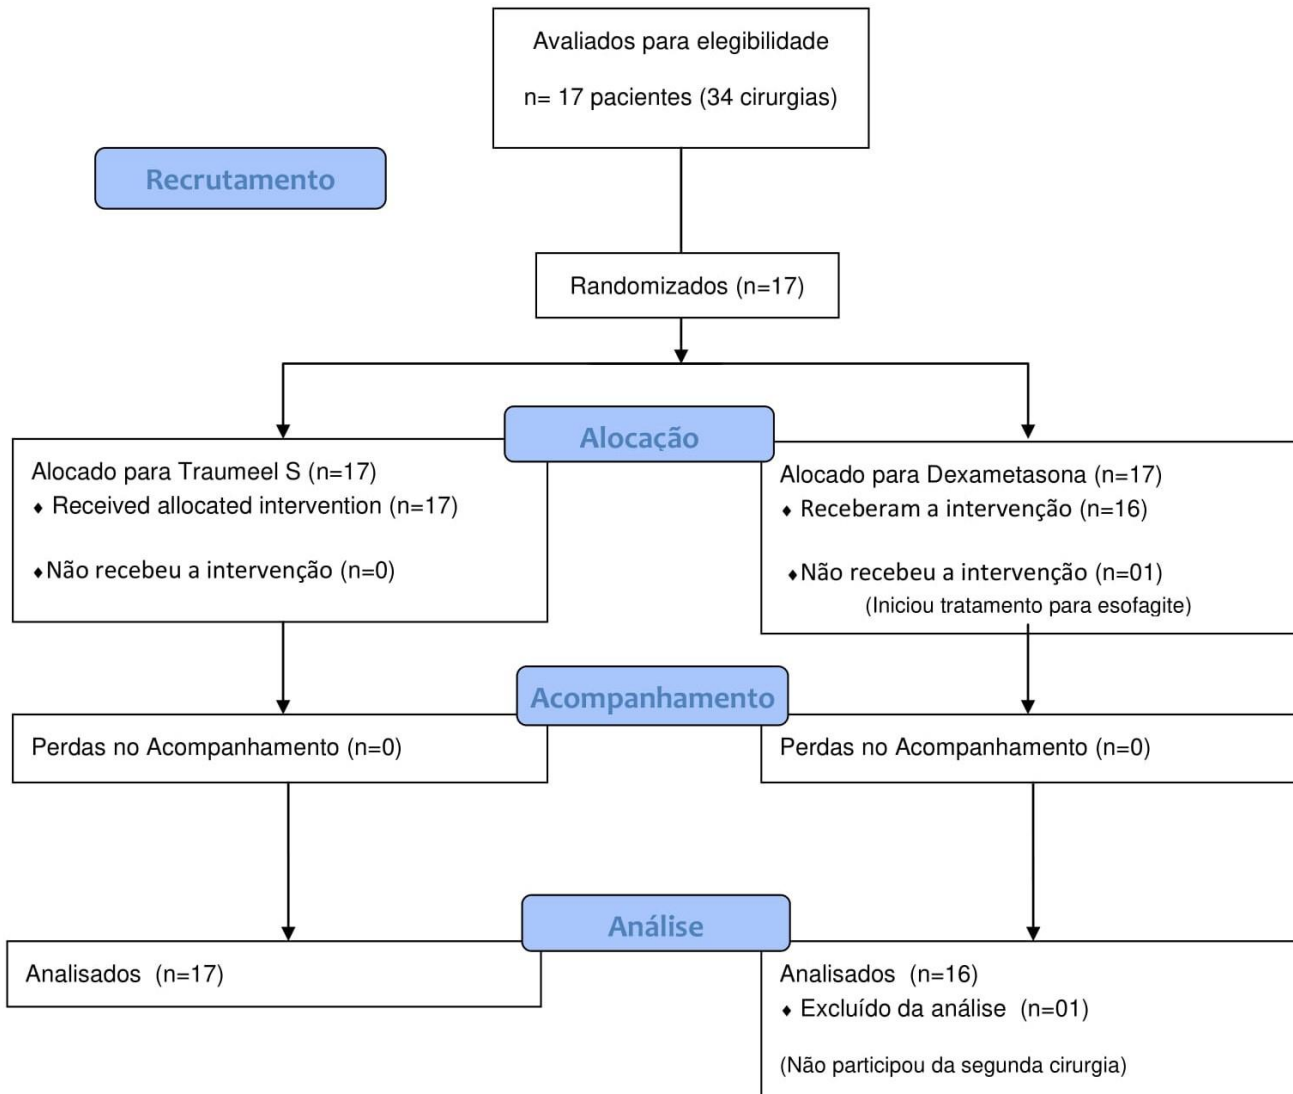 Avaliados para elegibilidade
n= 17 pacientes (34 cirurgias)
Recrutamento
Randomizados (n=17)
Alocação
Alocado para Traumeel S (n=17)
♦ Received allocated intervention (n=17)
♦Não recebeu a intervenção (n=0)
Alocado para Dexametasona (n=17)
♦ Receberam a intervenção (n=16)
♦Não recebeu a intervenção (n=01)
(Iniciou tratamento para esofagite)
Acompanhamento
Perdas no Acompanhamento (n=0)
Perdas no Acompanhamento (n=0)
Análise
Analisados (n=17)
Analisados (n=16)
♦ Excluído da análise (n=01)
(Não participou da segunda cirurgia)